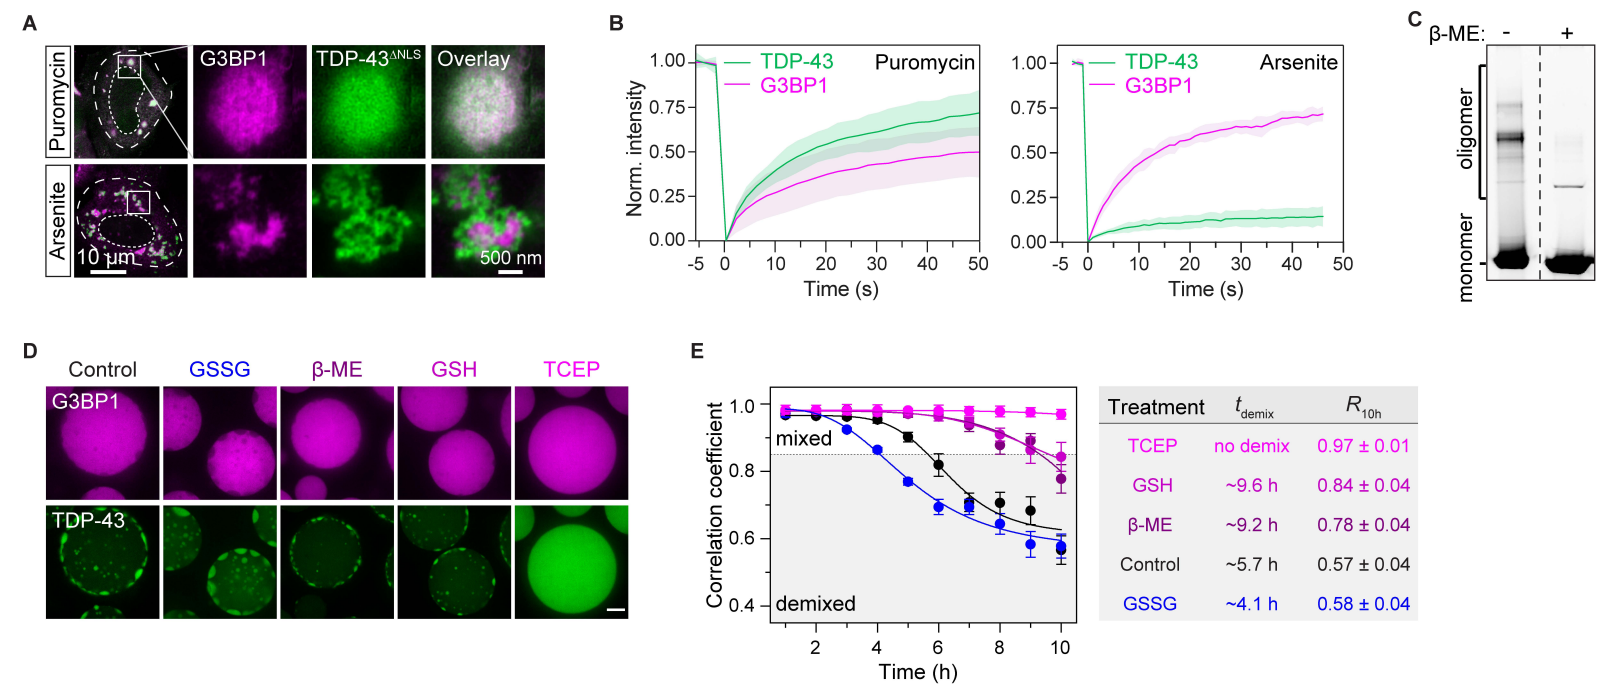 A
Puromycin
G3BP1
TDP-43ΔNLS
Overlay
Arsenite
10 μm
500 nm
B
Norm. intensity
1.00
0.75
0.50
0.25
0.00
TDP-43
G3BP1
Puromycin
-5 0 10 20 30 40 50
Time (s)
1.00
0.75
0.50
0.25
0.00
TDP-43
G3BP1
Arsenite
-5 0 10 20 30 40 50
Time (s)
C
β-ME: - +
oligomer
monomer
D
Control GSSG β-ME GSH TCEP
G3BP1
TDP-43
E
Correlation coefficient
1.0
0.8
0.6
0.4
mixed
demixed
2 4 6 8 10
Time (h)
Treatment tdemix R10h
TCEP no demix 0.97 ± 0.01
GSH ~9.6 h 0.84 ± 0.04
β-ME ~9.2 h 0.78 ± 0.04
Control ~5.7 h 0.57 ± 0.04
GSSG ~4.1 h 0.58 ± 0.04